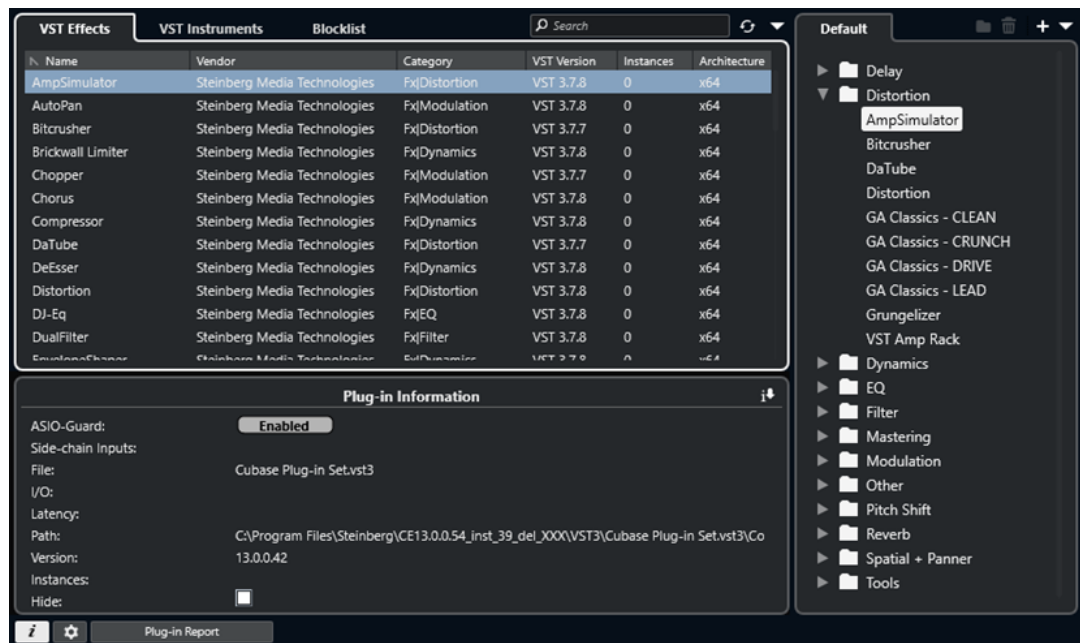 VST Effects VST Instruments Blocklist Search
Name Vendor Category VST Version Instances Architecture
AmpSimulator Steinberg Media Technologies Fx|Distortion VST 3.7.8 0 x64
AutoPan Steinberg Media Technologies Fx|Modulation VST 3.7.8 0 x64
Bitcrusher Steinberg Media Technologies Fx|Distortion VST 3.7.7 0 x64
Brickwall Limiter Steinberg Media Technologies Fx|Dynamics VST 3.7.8 0 x64
Chopper Steinberg Media Technologies Fx|Modulation VST 3.7.7 0 x64
Chorus Steinberg Media Technologies Fx|Modulation VST 3.7.8 0 x64
Compressor Steinberg Media Technologies Fx|Dynamics VST 3.7.8 0 x64
DaTube Steinberg Media Technologies Fx|Distortion VST 3.7.7 0 x64
DeEsser Steinberg Media Technologies Fx|Dynamics VST 3.7.8 0 x64
Distortion Steinberg Media Technologies Fx|Distortion VST 3.7.8 0 x64
DJ-Eq Steinberg Media Technologies Fx|EQ VST 3.7.8 0 x64
DualFilter Steinberg Media Technologies Fx|Filter VST 3.7.8 0 x64
EnvelopeShaper Steinberg Media Technologies Fx|Dynamics VST 3.7.8 0 x64
Plug-in Information
ASIO-Guard: Enabled
Side-chain Inputs:
File: Cubase Plug-in Set.vst3
I/O:
Latency:
Path: C:\Program Files\Steinberg\CE13.0.0.54_inst_39_del_XXX\VST3\Cubase Plug-in Set.vst3\Co
Version: 13.0.0.42
Instances:
Hide:
i Plug-in Report
Default
Delay
Distortion
AmpSimulator
Bitcrusher
DaTube
Distortion
GA Classics - CLEAN
GA Classics - CRUNCH
GA Classics - DRIVE
GA Classics - LEAD
Grungelizer
VST Amp Rack
Dynamics
EQ
Filter
Mastering
Modulation
Other
Pitch Shift
Reverb
Spatial + Panner
Tools